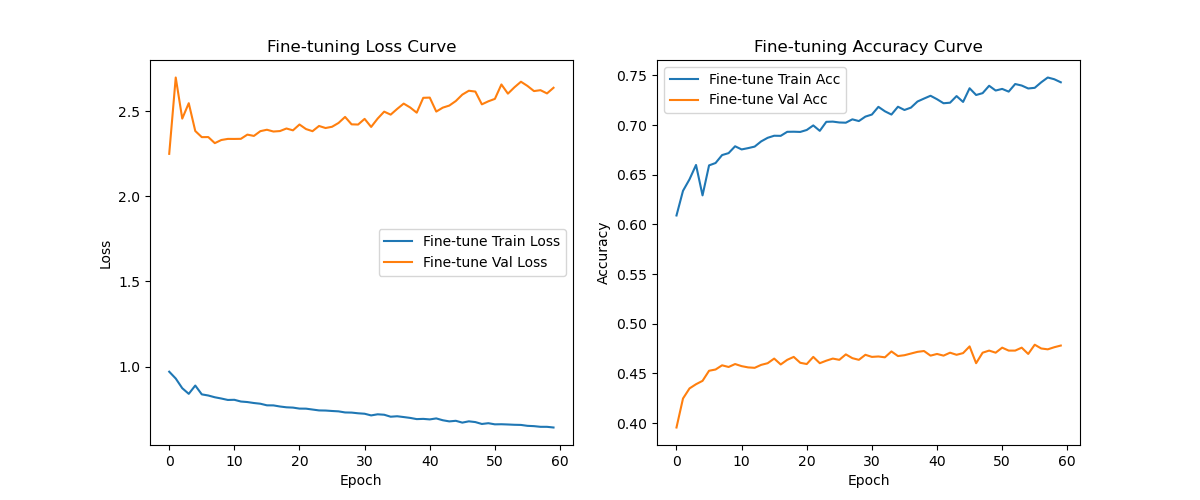 Fine-tuning Loss Curve
2.5
2.0
1.5
1.0
Loss
Fine-tune Train Loss
Fine-tune Val Loss
0 10 20 30 40 50 60
Epoch
Fine-tuning Accuracy Curve
0.75
0.70
0.65
0.60
0.55
0.50
0.45
0.40
Accuracy
Fine-tune Train Acc
Fine-tune Val Acc
0 10 20 30 40 50 60
Epoch